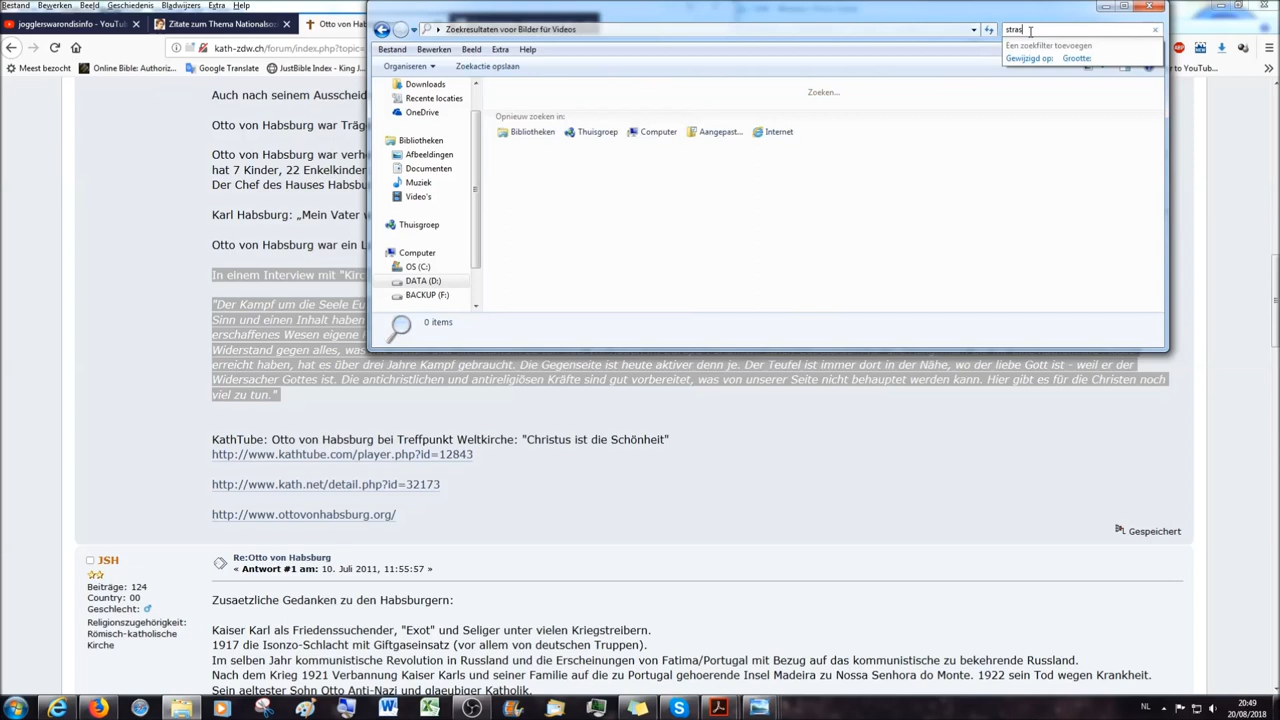 Bestand Bewerken Beeld Geschiedenis Bladwijzers Extra Help
jogglerswarondisinfo - YouTu
Zitate zum Thema Nationalso
Otto von Hab
kath-zdw.ch/forum/index.php?topic=
Meest bezocht Online Bible: About... Google Translate JustBible Search Bro
to YouTu...
Zoekresultaten voor Bilder für Videos
stras
Een zoekfilter toevoegen
Gewijzigd op: Grootte:
Bestand Bewerken Beeld Extra Help
Organiseren Zoekactie opslaan
Downloads
Recente locaties
OneDrive
Bibliotheken
Afbeeldingen
Documenten
Muziek
Video's
Thuisgroep
Computer
OS (C:)
DATA (D:)
BACKUP (F:)
Zoeken...
Opnieuw zoeken in:
Bibliotheken Thuisgroep Computer Aangepast... Internet
0 items
Auch nach seinem Ausscheid
Otto von Habsburg war Träg
Otto von Habsburg war verh
hat 7 Kinder, 22 Enkelkinder
Der Chef des Hauses Habsbu
Karl Habsburg: „Mein Vater
Otto von Habsburg war ein L
In einem Interview mit "Kirc
"Der Kampf um die Seele Eu
Sinn und einen Inhalt haben
erschaffenes Wesen eigene
Widerstand gegen alles, was
erreicht haben, hat es über drei Jahre Kampf gebraucht. Die Gegenseite ist heute aktiver denn je. Der Teufel ist immer dort in der Nähe, wo der liebe Gott ist - weil er der
Widersacher Gottes ist. Die antichristlichen und antireligiösen Kräfte sind gut vorbereitet, was von unserer Seite nicht behauptet werden kann. Hier gibt es für die Christen noch
viel zu tun."
KathTube: Otto von Habsburg bei Treffpunkt Weltkirche: "Christus ist die Schönheit"
http://www.kathtube.com/player.php?id=12843
http://www.kath.net/detail.php?id=32173
http://www.ottovonhabsburg.org/
Gespeichert
JSH
Beiträge: 124
Country: 00
Geschlecht:
Religionszugehörigkeit:
Römisch-katholische
Kirche
Re:Otto von Habsburg
« Antwort #1 am: 10. Juli 2011, 11:55:57 »
Zusaetzliche Gedanken zu den Habsburgern:
Kaiser Karl als Friedenssuchender, "Exot" und Seliger unter vielen Kriegstreibern.
1917 die Isonzo-Schlacht mit Giftgaseinsatz (vor allem von deutschen Truppen).
Im selben Jahr kommunistische Revolution in Russland und die Erscheinungen von Fatima/Portugal mit Bezug auf das kommunistische zu bekehrende Russland.
Nach dem Krieg 1921 Verbannung Kaiser Karls und seiner Familie auf die zu Portugal gehoerende Insel Madeira zu Nossa Senhora do Monte. 1922 sein Tod wegen Krankheit.
Sein aeltester Sohn Otto Anti-Nazi und glaeubiger Katholik.
NL
20:49
20/08/2018